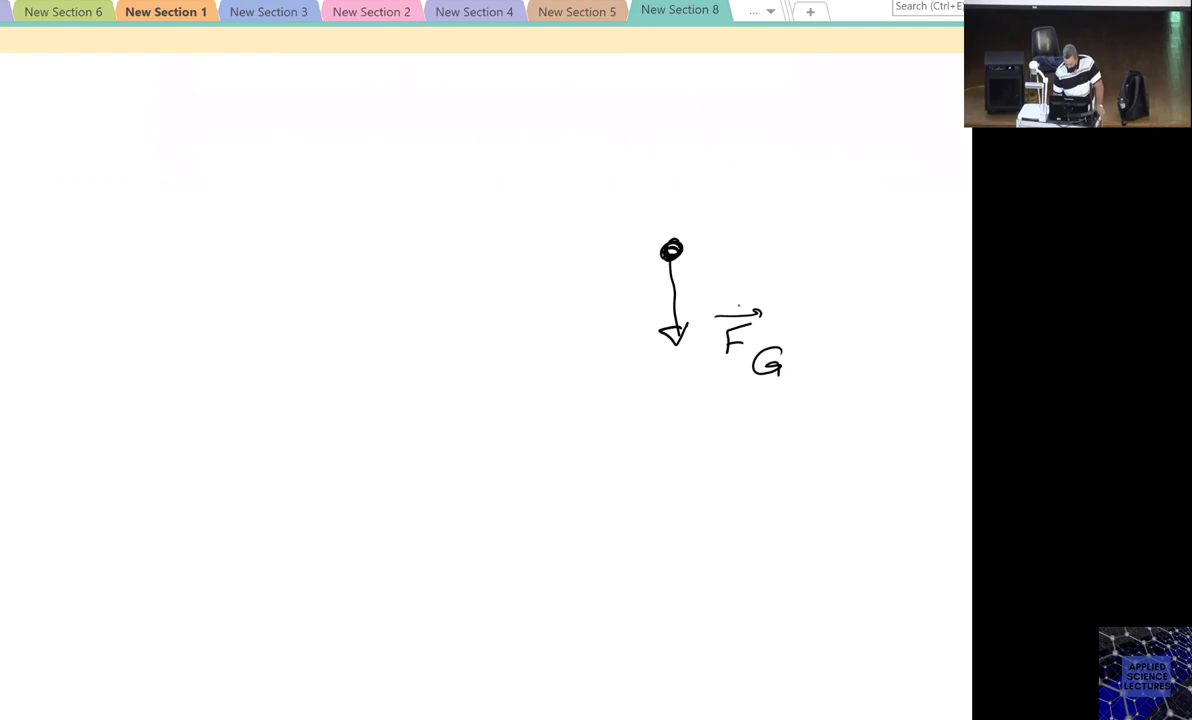 New Section 6
New Section 1
New Section 3
New Section 2
New Section 4
New Section 5
New Section 8
...
+
Search (Ctrl+E)
F⃗_G
APPLIED
SCIENCE
LECTURES